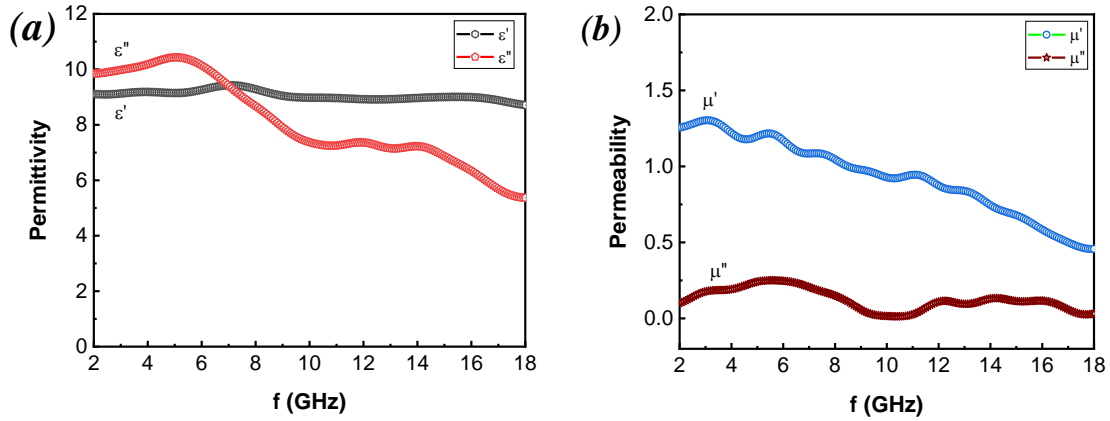 (a)
ε'
ε''
ε''
ε'
Permittivity
12
10
8
6
4
2
0
2 4 6 8 10 12 14 16 18
f (GHz)
(b)
μ'
μ''
μ'
μ''
Permeability
2.0
1.5
1.0
0.5
0.0
2 4 6 8 10 12 14 16 18
f (GHz)